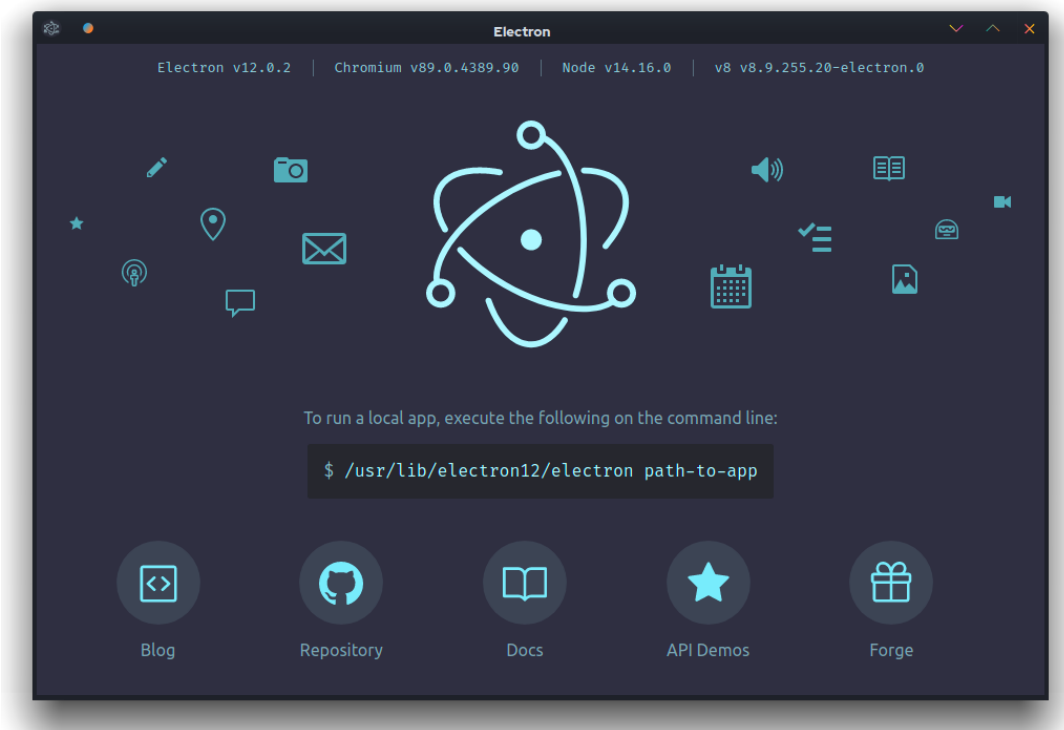 Electron
Electron v12.0.2 | Chromium v89.0.4389.90 | Node v14.16.0 | v8 v8.9.255.20-electron.0
To run a local app, execute the following on the command line:
$ /usr/lib/electron12/electron path-to-app
Blog Repository Docs API Demos Forge